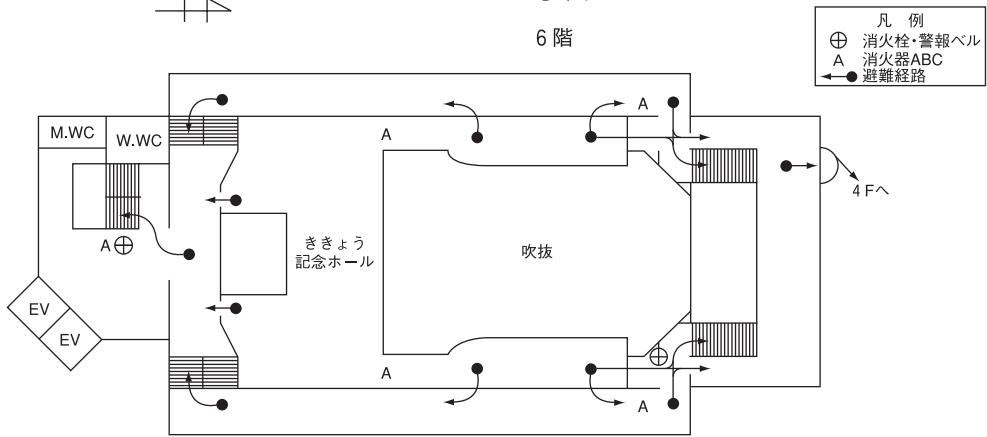 6階
凡 例
消火栓・警報ベル
A 消火器ABC
避難経路
M.WC
W.WC
A
A
A
EV
EV
ききょう
記念ホール
吹抜
4Fへ
A
A